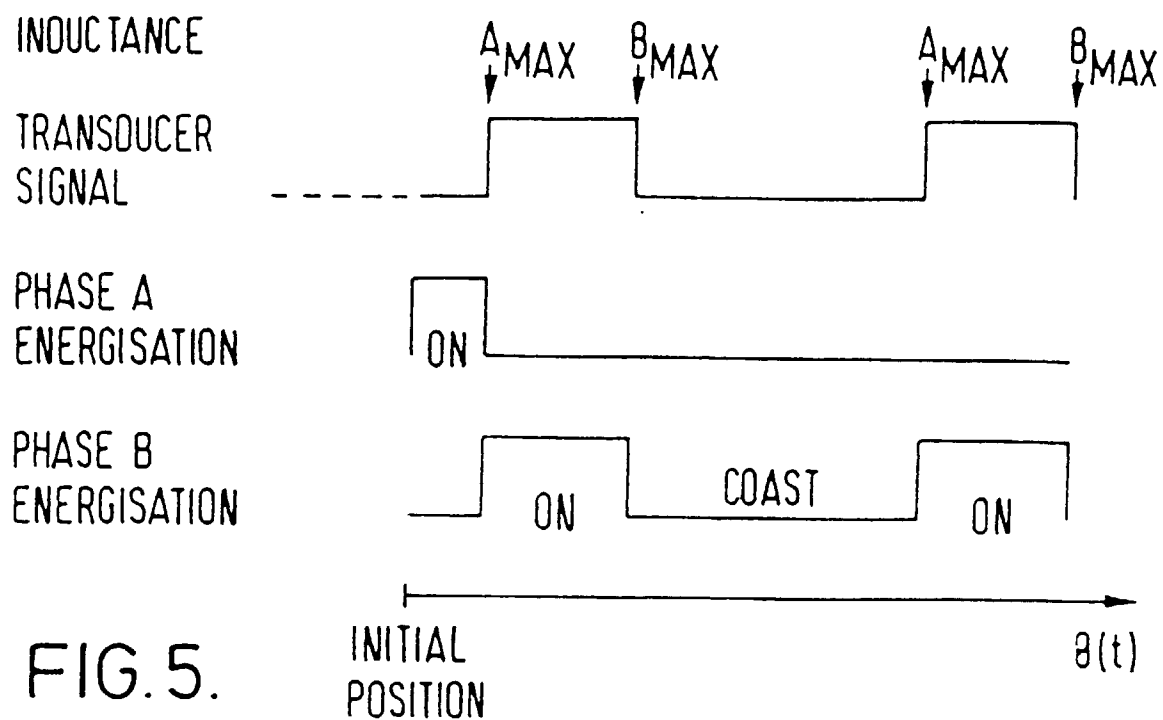 INDUCTANCE
A MAX B MAX A MAX B MAX
TRANSDUCER
SIGNAL
PHASE A
ENERGISATION
ON
PHASE B
ENERGISATION
ON COAST ON
INITIAL
POSITION
θ(t)
FIG. 5.